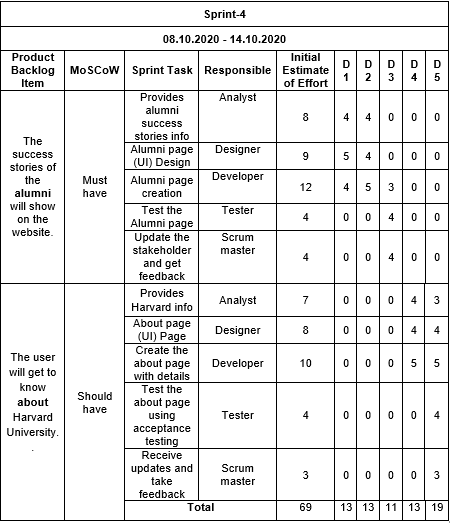 Sprint-4
08.10.2020 - 14.10.2020
Product Backlog Item MoSCoW Sprint Task Responsible Initial Estimate of Effort D 1 D 2 D 3 D 4 D 5
The success stories of the alumni will show on the website.
Must have
Provides alumni success stories info Analyst 8 4 4 0 0 0
Alumni page (UI) Design Designer 9 5 4 0 0 0
Alumni page creation Developer 12 4 5 3 0 0
Test the Alumni page Tester 4 0 0 4 0 0
Update the stakeholder and get feedback Scrum master 4 0 0 4 0 0
The user will get to know about Harvard University. .
Should have
Provides Harvard info Analyst 7 0 0 0 4 3
About page (UI) Page Designer 8 0 0 0 4 4
Create the about page with details Developer 10 0 0 0 5 5
Test the about page using acceptance testing Tester 4 0 0 0 0 4
Receive updates and take feedback Scrum master 3 0 0 0 0 3
Total 69 13 13 11 13 19